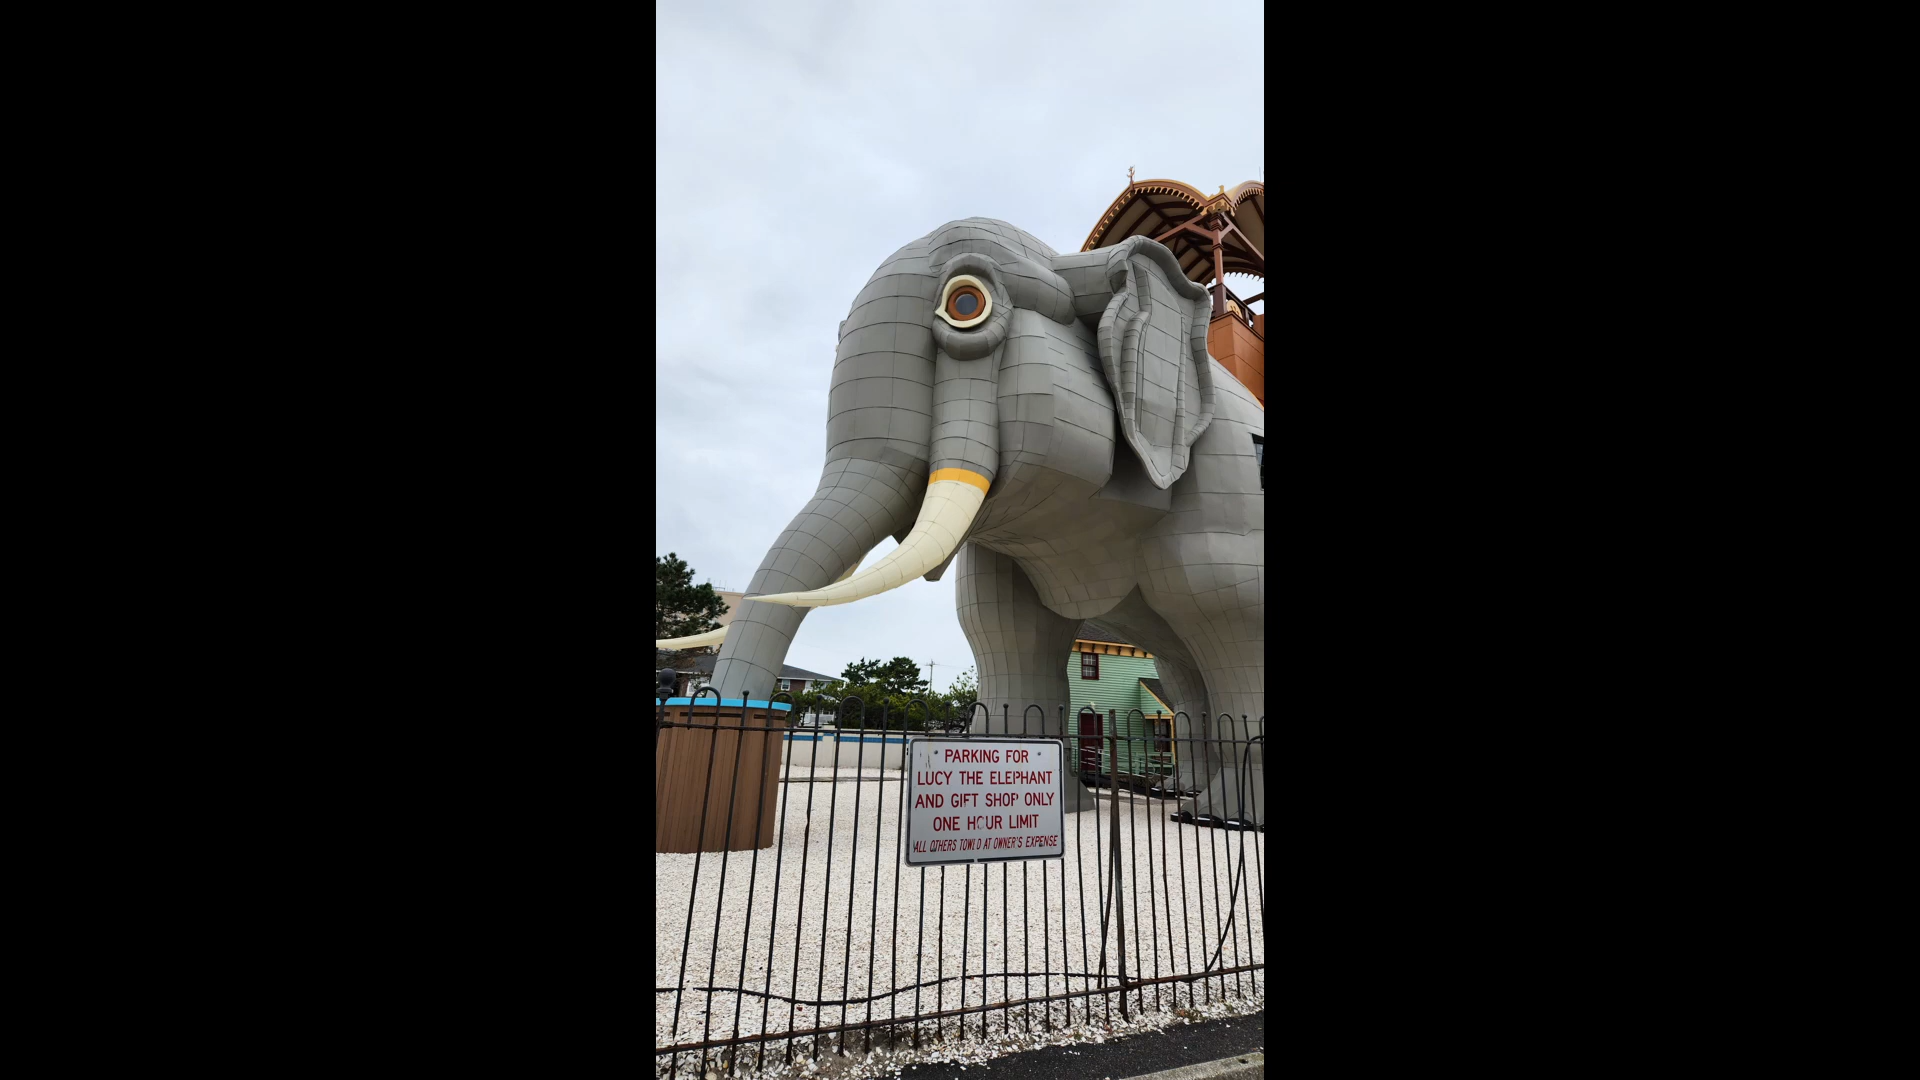 PARKING FOR
LUCY THE ELEPHANT
AND GIFT SHOP ONLY
ONE HOUR LIMIT
ALL OTHERS TOWED AT OWNER'S EXPENSE